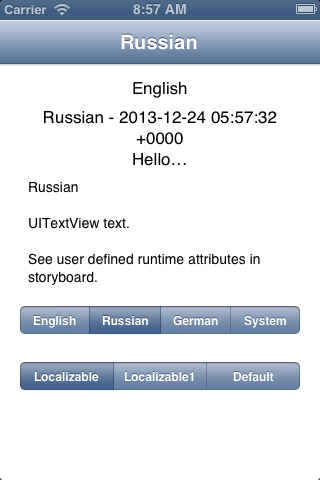 Carrier 8:57 AM
Russian
English
Russian - 2013-12-24 05:57:32
+0000
Hello…
Russian
UITextView text.
See user defined runtime attributes in
storyboard.
English Russian German System
Localizable Localizable1 Default